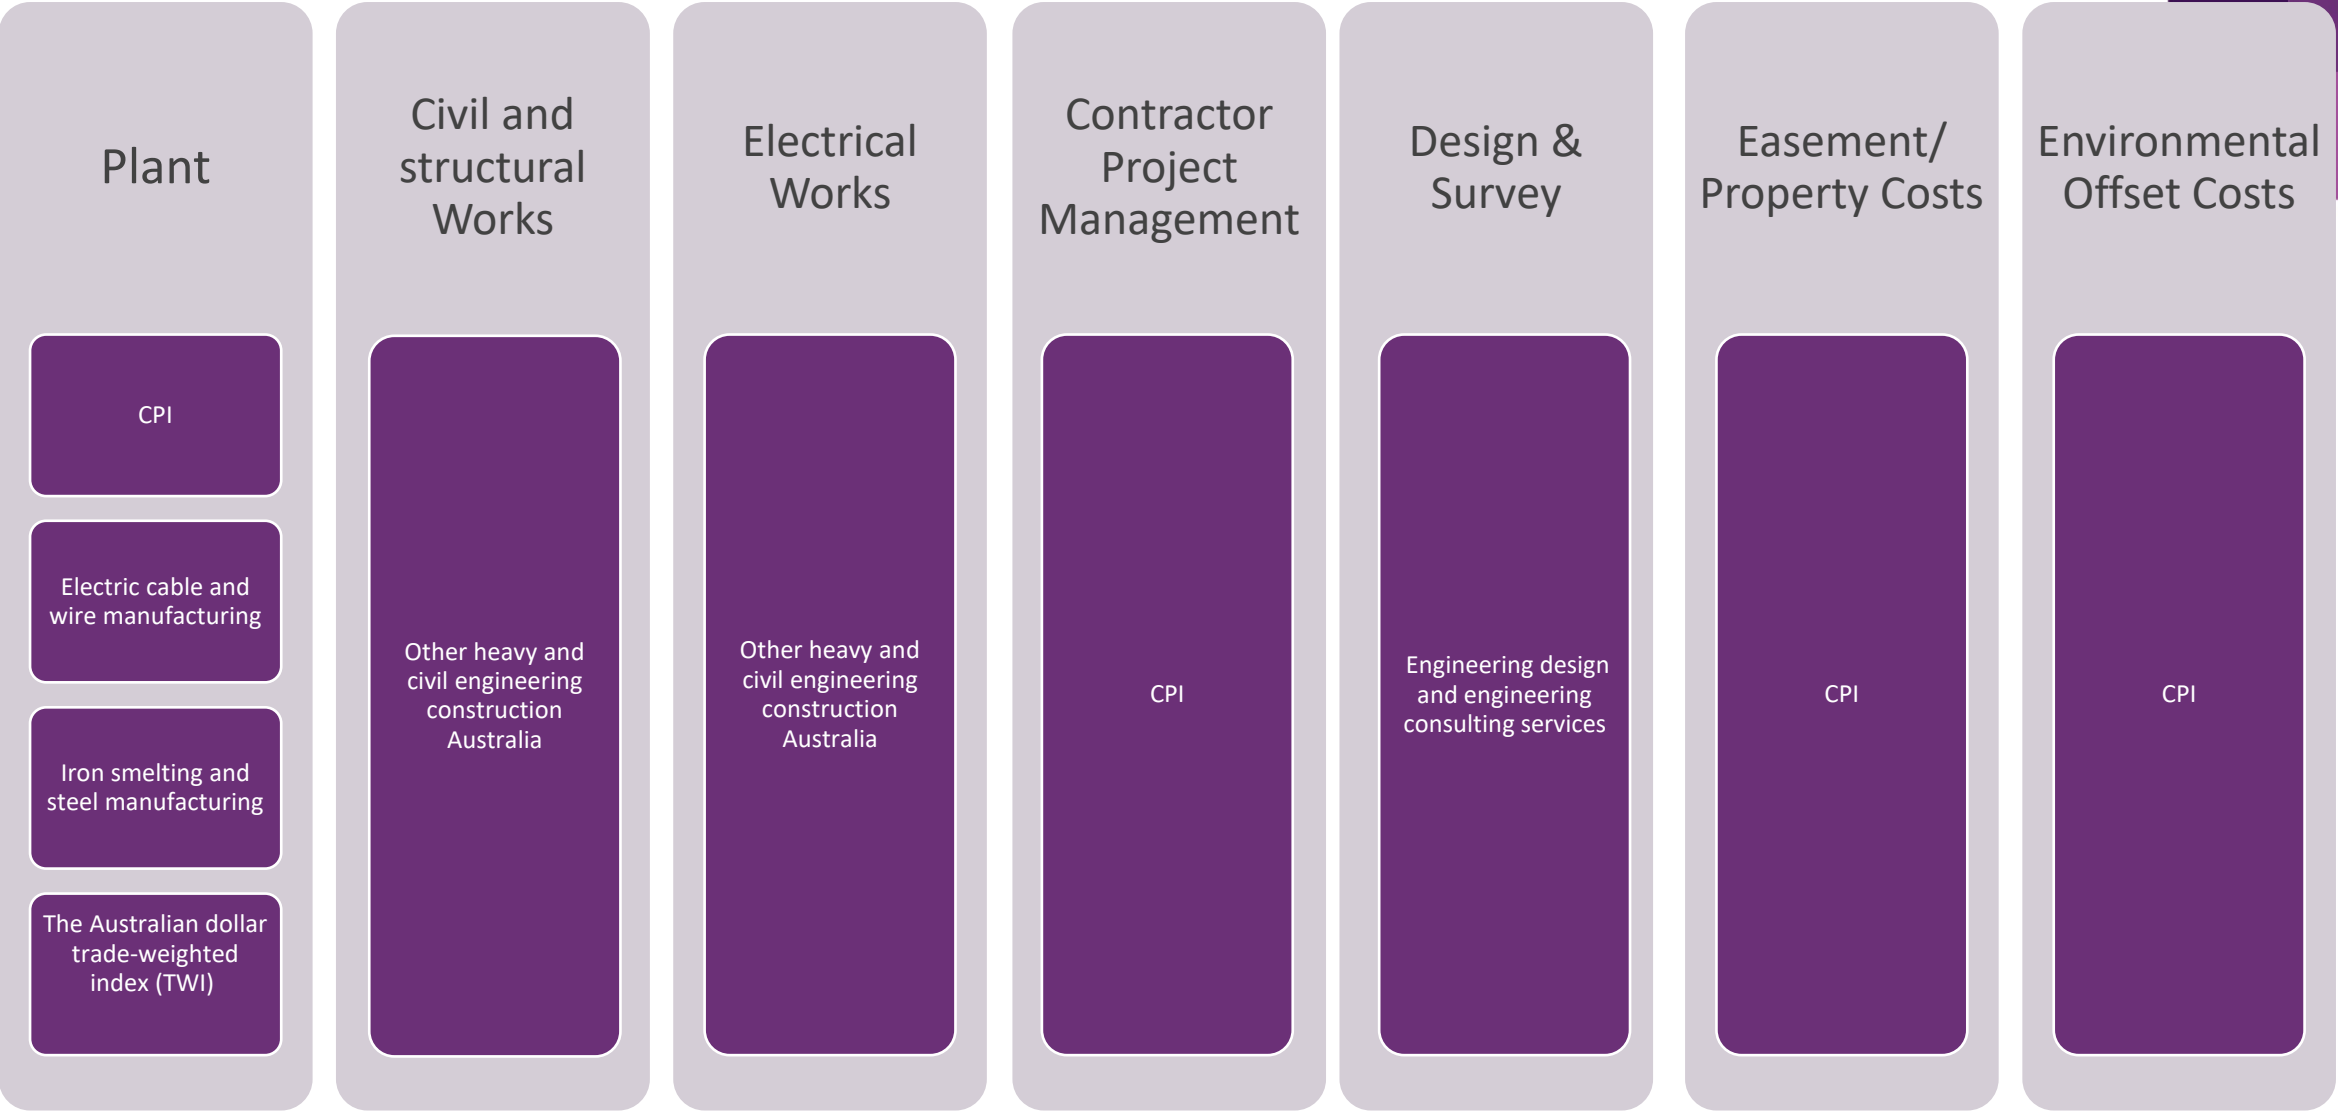 Plant
CPI
Electric cable and
wire manufacturing
Iron smelting and
steel manufacturing
The Australian dollar
trade-weighted
index (TWI)
Civil and
structural
Works
Other heavy and
civil engineering
construction
Australia
Electrical
Works
Other heavy and
civil engineering
construction
Australia
Contractor
Project
Management
CPI
Design &
Survey
Engineering design
and engineering
consulting services
Easement/
Property Costs
CPI
Environmental
Offset Costs
CPI